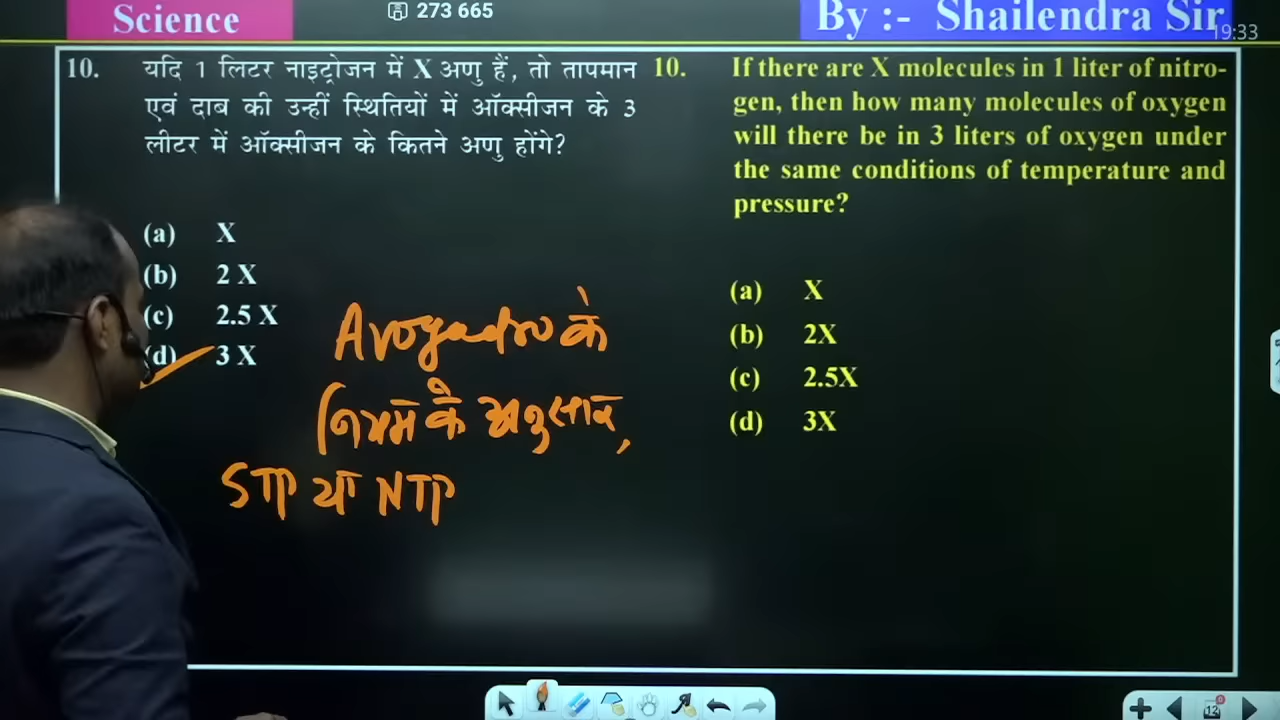 Science
273 665
By :- Shailendra Sir
19:33
10. यदि 1 लिटर नाइट्रोजन में X अणु हैं, तो तापमान
एवं दाब की उन्हीं स्थितियों में ऑक्सीजन के 3
लीटर में ऑक्सीजन के कितने अणु होंगे?
(a) X
(b) 2 X
(c) 2.5 X
(d) 3 X
Avogadro के
नियम के अनुसार,
STP या NTP
10. If there are X molecules in 1 liter of nitro-
gen, then how many molecules of oxygen
will there be in 3 liters of oxygen under
the same conditions of temperature and
pressure?
(a) X
(b) 2X
(c) 2.5X
(d) 3X
12